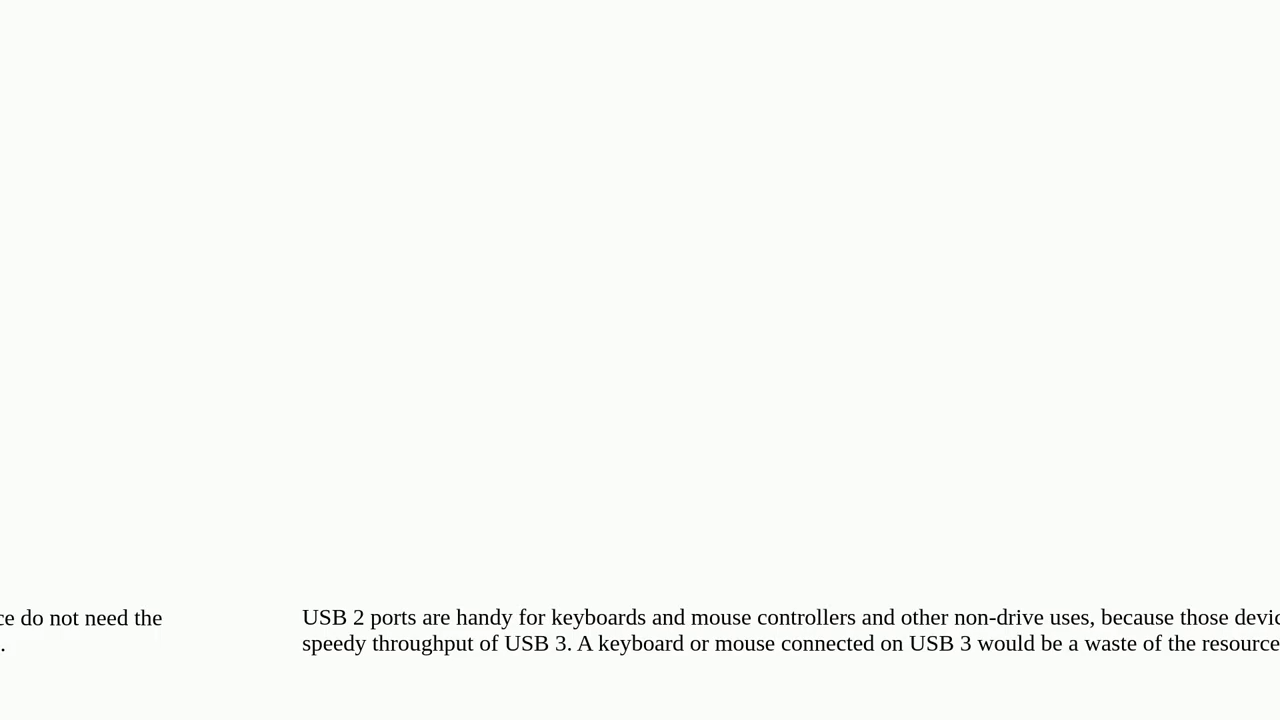 do not need the
.
USB 2 ports are handy for keyboards and mouse controllers and other non-drive uses, because those
speedy throughput of USB 3. A keyboard or mouse connected on USB 3 would be a waste of the resource